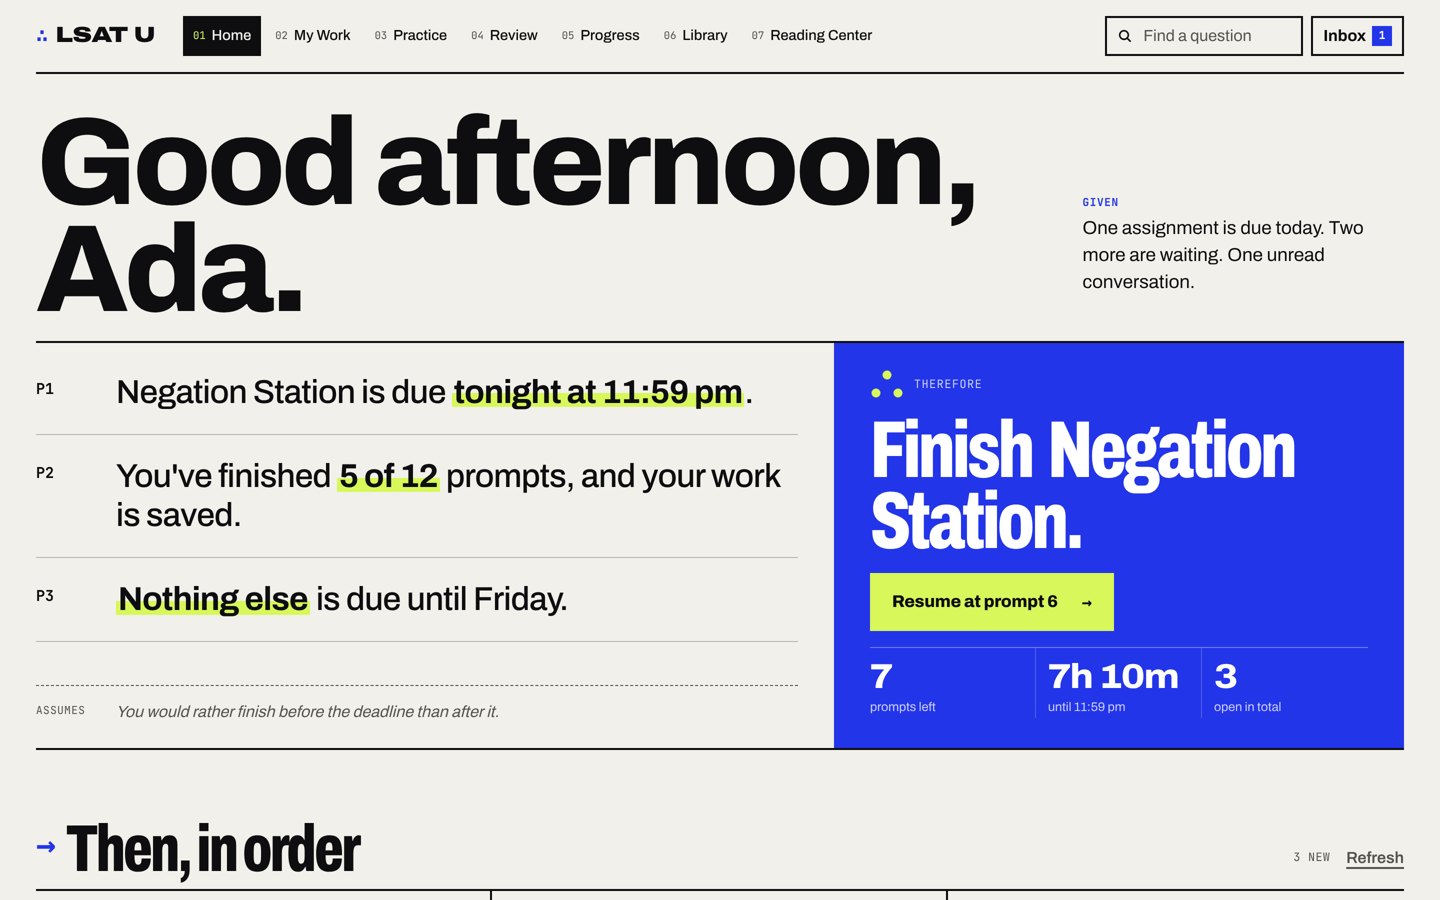 ∴ LSAT U
01 Home
02 My Work
03 Practice
04 Review
05 Progress
06 Library
07 Reading Center
Find a question
Inbox 1
Good afternoon,
Ada.
GIVEN
One assignment is due today. Two
more are waiting. One unread
conversation.
P1
Negation Station is due tonight at 11:59 pm.
P2
You've finished 5 of 12 prompts, and your work
is saved.
P3
Nothing else is due until Friday.
ASSUMES
You would rather finish before the deadline than after it.
THEREFORE
Finish Negation
Station.
Resume at prompt 6 →
7
prompts left
7h 10m
until 11:59 pm
3
open in total
→ Then, in order
3 NEW
Refresh